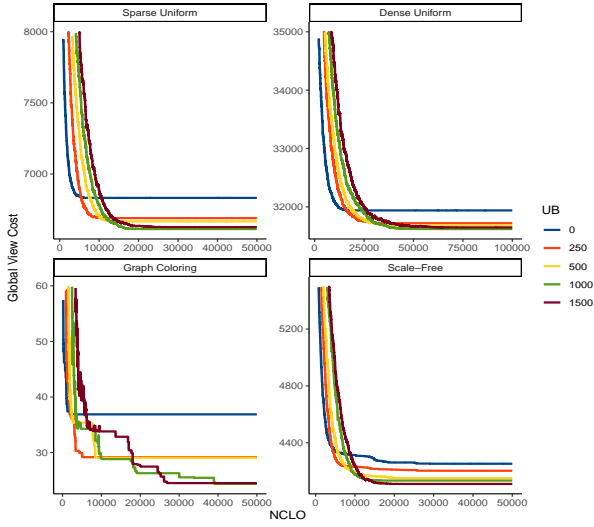 Sparse Uniform
Dense Uniform
8000
7500
7000
0 10000 20000 30000 40000 50000
35000
34000
33000
32000
0 25000 50000 75000 100000
Graph Coloring
Scale−Free
60
50
40
30
0 10000 20000 30000 40000 50000
5200
4800
4400
0 10000 20000 30000 40000 50000
Global View Cost
NCLO
UB
0
250
500
1000
1500